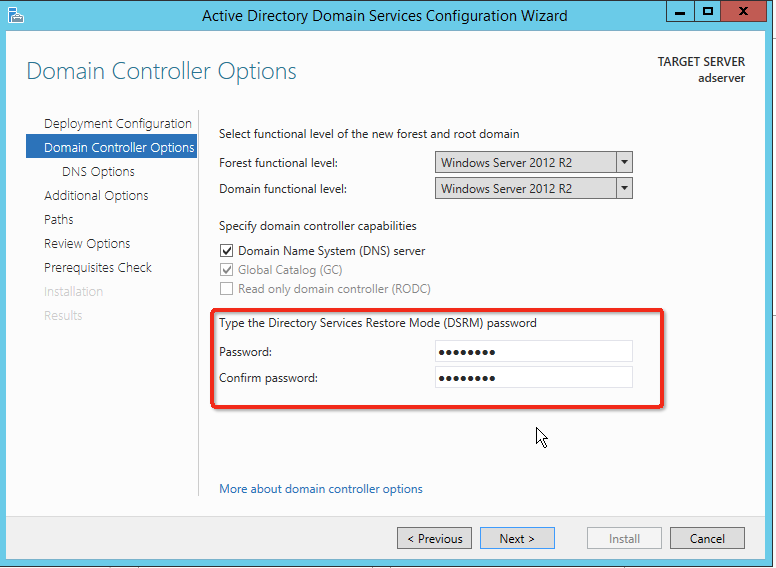 Active Directory Domain Services Configuration Wizard
Domain Controller Options
TARGET SERVER
adserver
Deployment Configuration
Domain Controller Options
DNS Options
Additional Options
Paths
Review Options
Prerequisites Check
Installation
Results
Select functional level of the new forest and root domain
Forest functional level: Windows Server 2012 R2
Domain functional level: Windows Server 2012 R2
Specify domain controller capabilities
Domain Name System (DNS) server
Global Catalog (GC)
Read only domain controller (RODC)
Type the Directory Services Restore Mode (DSRM) password
Password: ●●●●●●●●
Confirm password: ●●●●●●●●
More about domain controller options
< Previous Next > Install Cancel